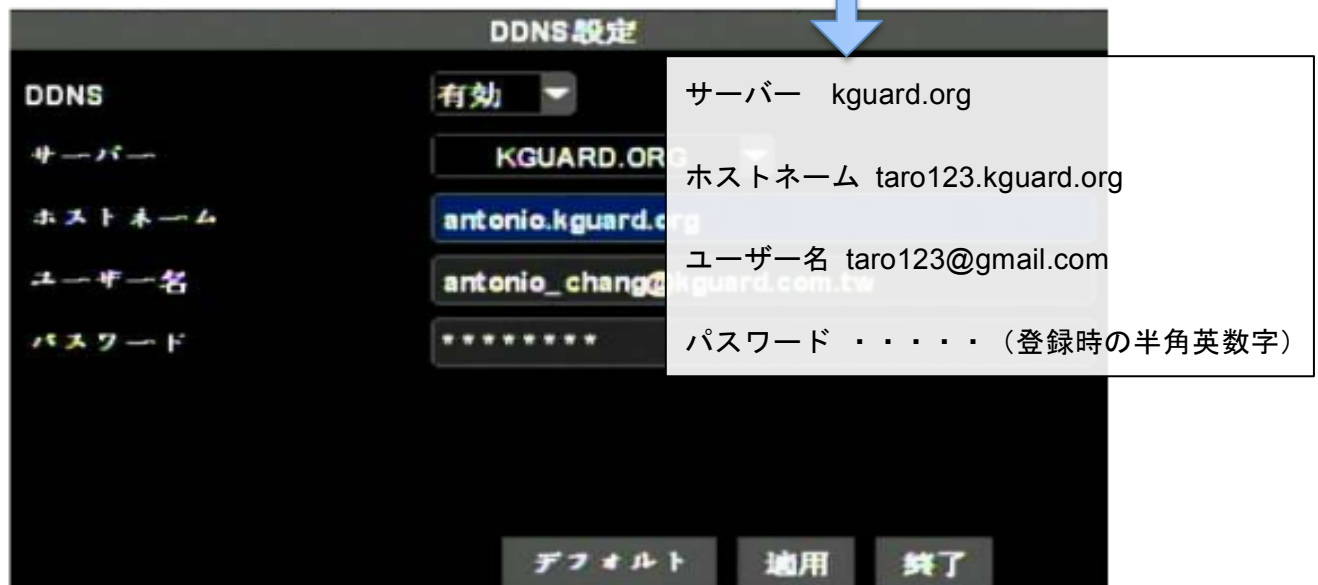 DDNS設定
DDNS 有効
サーバー KGUARD.ORG
ホストネーム antonio.kguard.org
ユーザー名 antonio_chang@kguard.com.tw
パスワード ********
サーバー kguard.org
ホストネーム taro123.kguard.org
ユーザー名 taro123@gmail.com
パスワード ・・・・・（登録時の半角英数字）
デフォルト 適用 終了